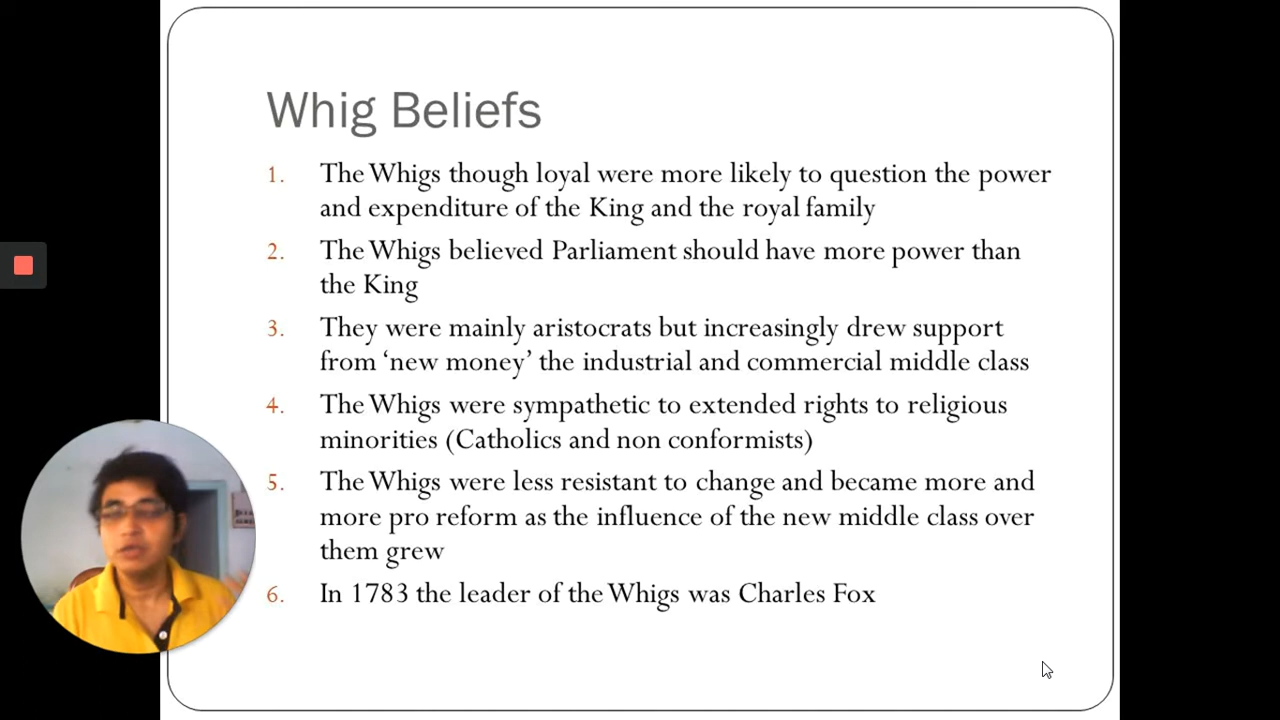 Whig Beliefs
1. The Whigs though loyal were more likely to question the power
and expenditure of the King and the royal family
2. The Whigs believed Parliament should have more power than
the King
3. They were mainly aristocrats but increasingly drew support
from ‘new money’ the industrial and commercial middle class
4. The Whigs were sympathetic to extended rights to religious
minorities (Catholics and non conformists)
5. The Whigs were less resistant to change and became more and
more pro reform as the influence of the new middle class over
them grew
6. In 1783 the leader of the Whigs was Charles Fox